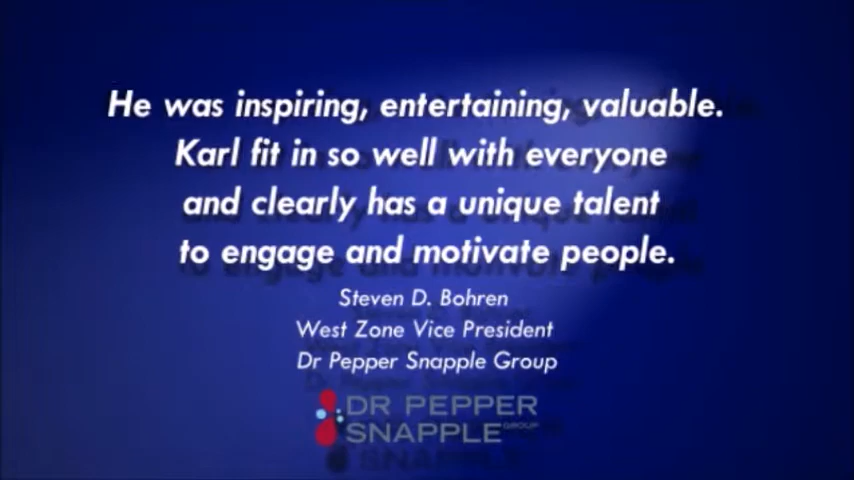 He was inspiring, entertaining, valuable.
Karl fit in so well with everyone
and clearly has a unique talent
to engage and motivate people.
Steven D. Bohren
West Zone Vice President
Dr Pepper Snapple Group
DR PEPPER
SNAPPLE GROUP